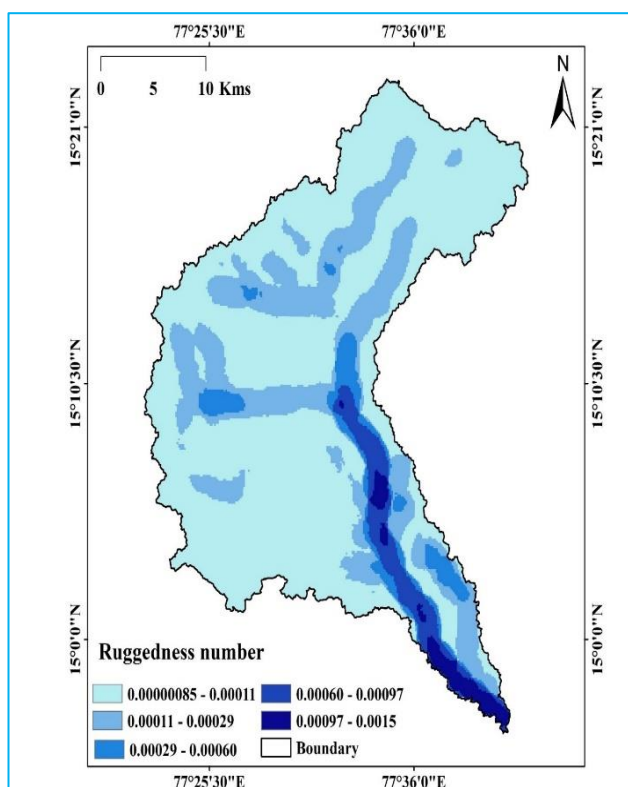 77°25'30"E 77°36'0"E
0 5 10 Kms
N
15°21'0"N 15°21'0"N
15°10'30"N 15°10'30"N
15°0'0"N 15°0'0"N
Ruggedness number
0.00000085 - 0.00011 0.00060 - 0.00097
0.00011 - 0.00029 0.00097 - 0.0015
0.00029 - 0.00060 Boundary
77°25'30"E 77°36'0"E